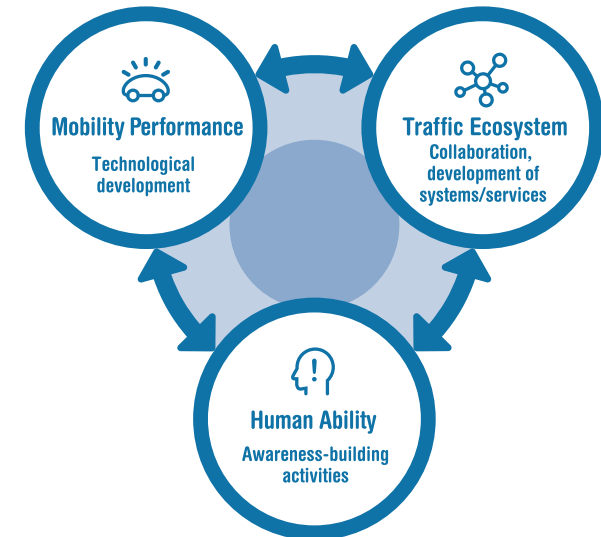 Mobility Performance
Technological
development
Traffic Ecosystem
Collaboration,
development of
systems/services
Human Ability
Awareness-building
activities